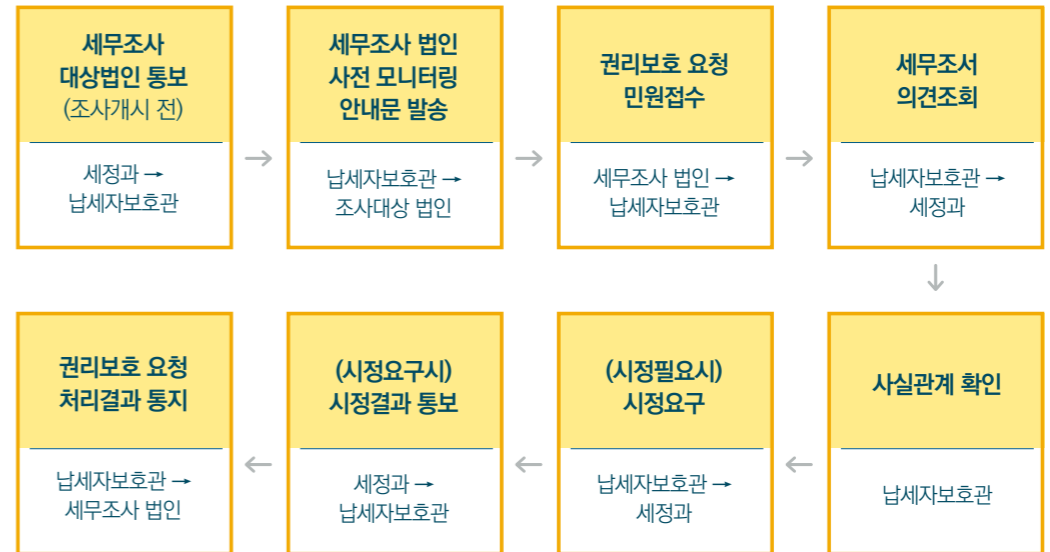 세무조사
대상법인 통보
(조사개시 전)
세정과 →
납세자보호관
→
세무조사 법인
사전 모니터링
안내문 발송
납세자보호관 →
조사대상 법인
→
권리보호 요청
민원접수
세무조사 법인 →
납세자보호관
→
세무조서
의견조회
납세자보호관 →
세정과
↓
사실관계 확인
납세자보호관
←
(시정필요시)
시정요구
납세자보호관 →
세정과
←
(시정요구시)
시정결과 통보
세정과 →
납세자보호관
←
권리보호 요청
처리결과 통지
납세자보호관 →
세무조사 법인